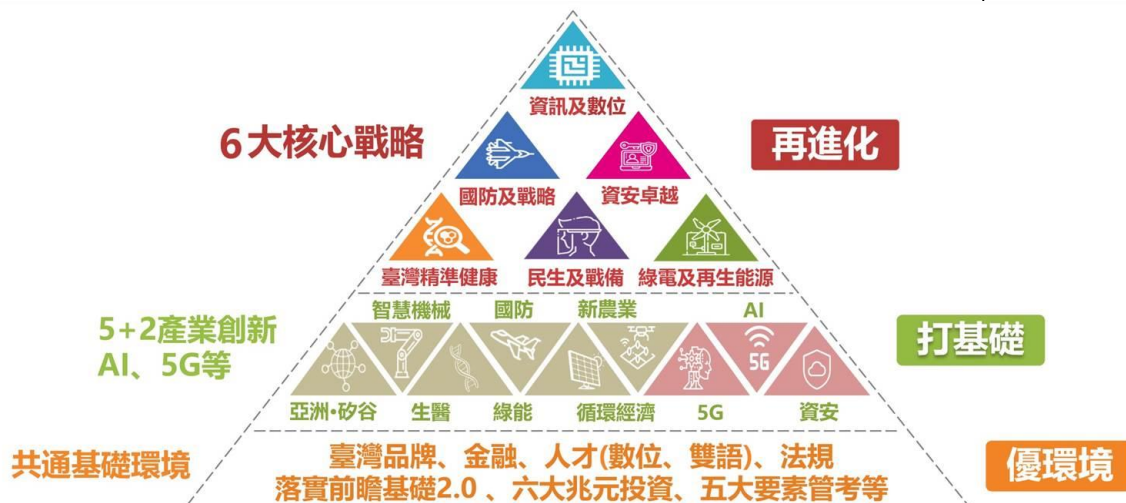 資訊及數位
6大核心戰略
再進化
國防及戰略
資安卓越
臺灣精準健康
民生及戰備
綠電及再生能源
智慧機械
國防
新農業
AI
5+2產業創新
AI、5G等
打基礎
5G
亞洲•矽谷
生醫
綠能
循環經濟
5G
資安
共通基礎環境
臺灣品牌、金融、人才(數位、雙語)、法規
落實前瞻基礎2.0 、六大兆元投資、五大要素管考等
優環境